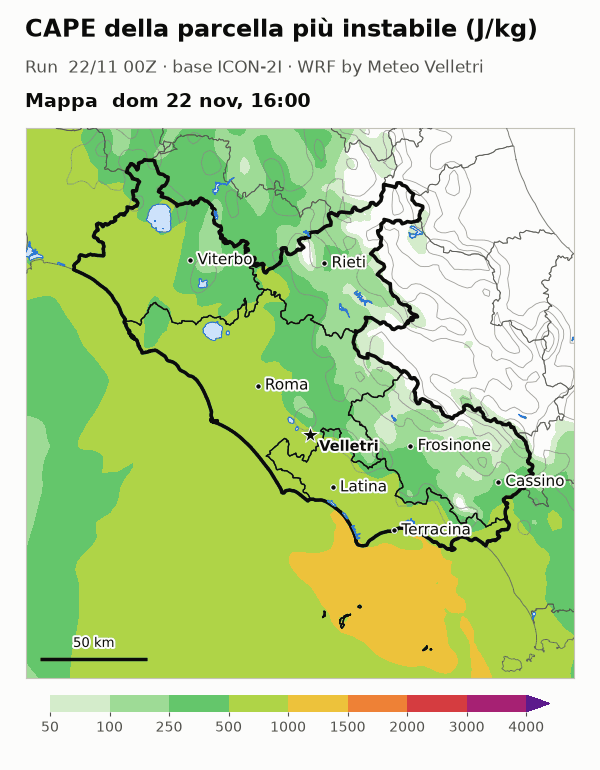 CAPE della parcella più instabile (J/kg)
Run 22/11 00Z · base ICON-2I · WRF by Meteo Velletri
Mappa dom 22 nov, 16:00
Viterbo
Rieti
Roma
Velletri
Frosinone
Latina
Cassino
Terracina
50 km
50 100 250 500 1000 1500 2000 3000 4000